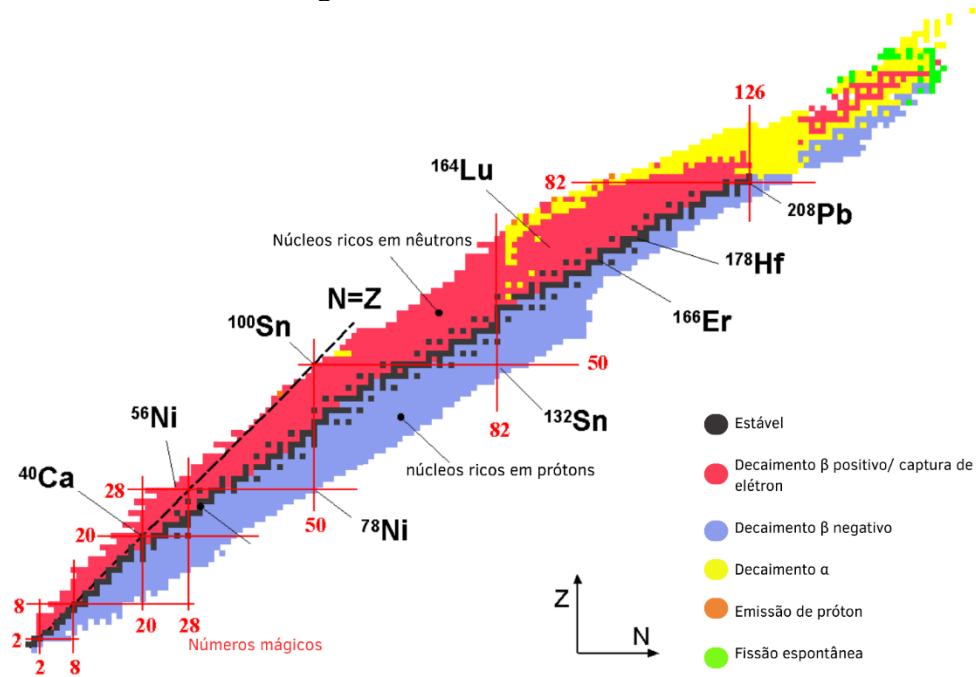 126
164Lu
82
208Pb
Núcleos ricos em nêutrons
178Hf
N=Z
166Er
100Sn
50
132Sn
82
56Ni
núcleos ricos em prótons
40Ca
28
78Ni
50
20
8
20
28
2
Números mágicos
2
8
Z
N
Estável
Decaimento β positivo/ captura de
elétron
Decaimento β negativo
Decaimento α
Emissão de próton
Fissão espontânea